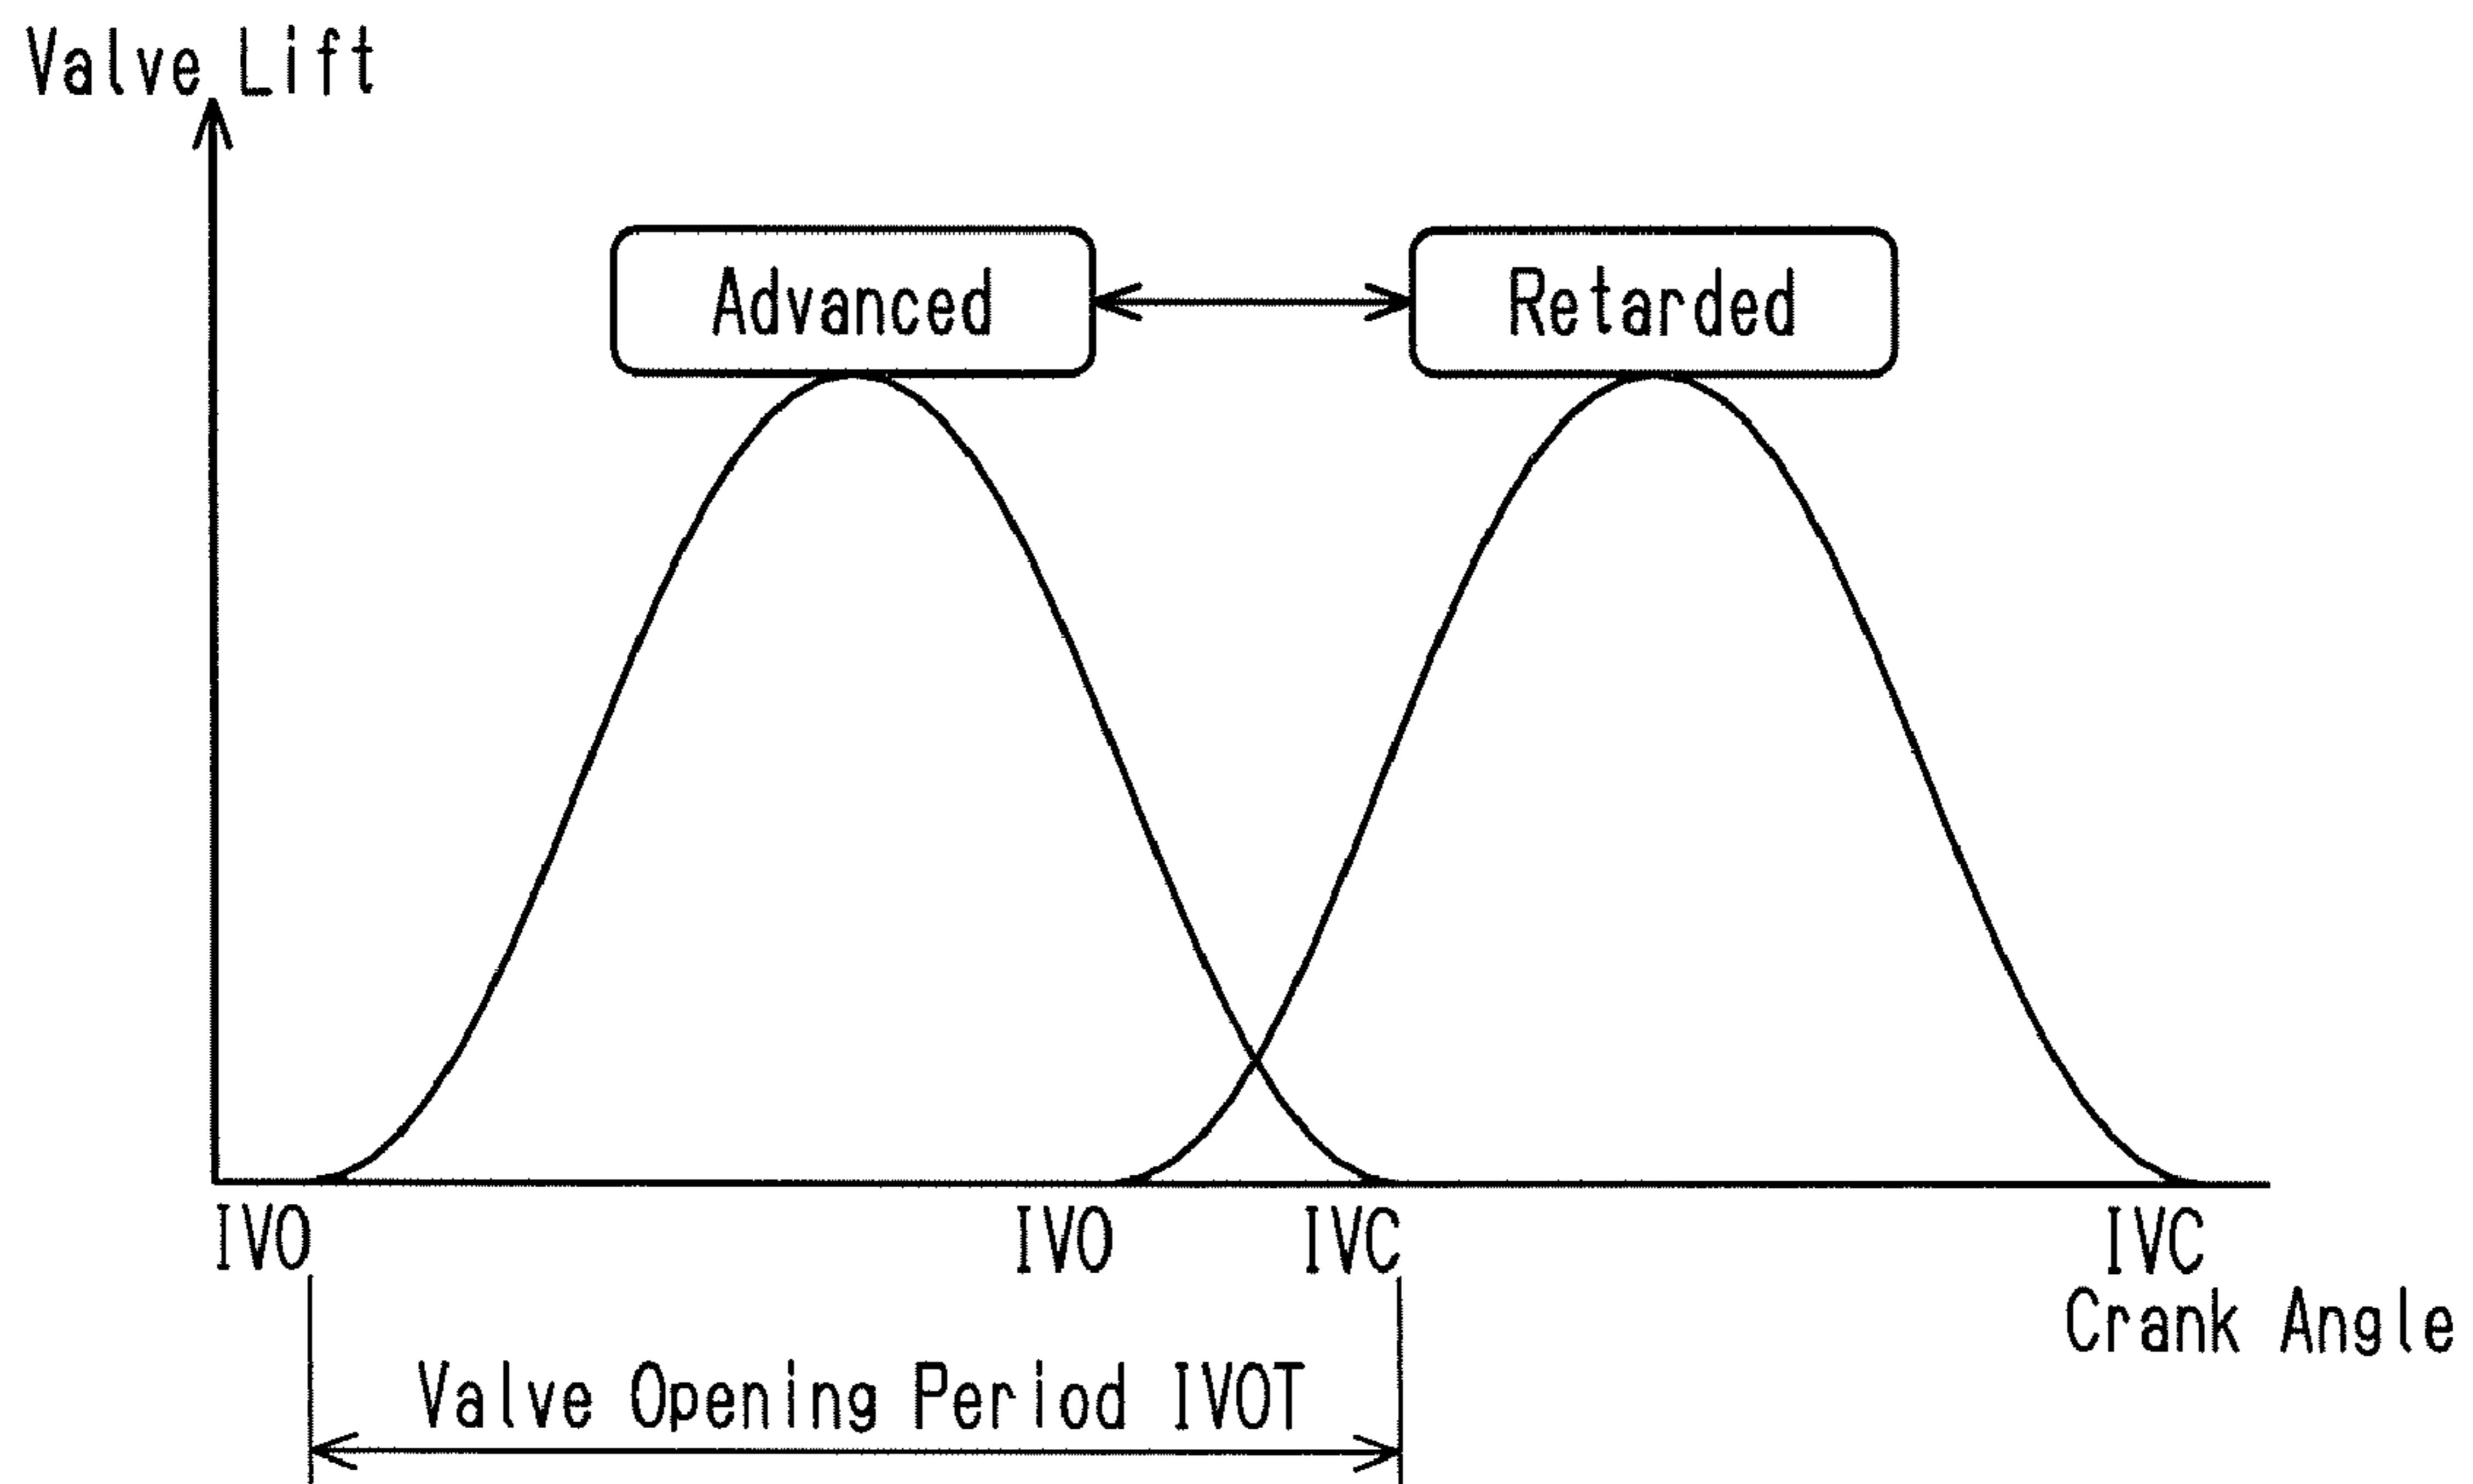 Valve Lift
Advanced
Retarded
IVO
IVO
IVC
IVC
Crank Angle
Valve Opening Period IVOT